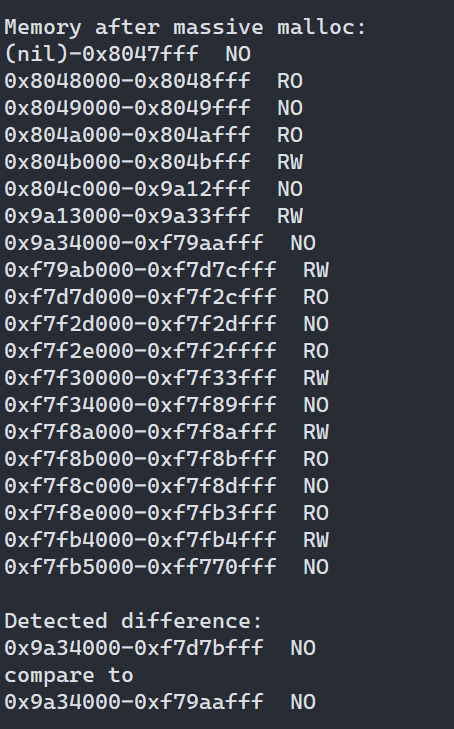 Memory after massive malloc:
(nil)-0x8047fff  NO
0x8048000-0x8048fff  RO
0x8049000-0x8049fff  NO
0x804a000-0x804afff  RO
0x804b000-0x804bfff  RW
0x804c000-0x9a12fff  NO
0x9a13000-0x9a33fff  RW
0x9a34000-0xf79aafff  NO
0xf79ab000-0xf7d7cfff  RW
0xf7d7d000-0xf7f2cfff  RO
0xf7f2d000-0xf7f2dfff  NO
0xf7f2e000-0xf7f2ffff  RO
0xf7f30000-0xf7f33fff  RW
0xf7f34000-0xf7f89fff  NO
0xf7f8a000-0xf7f8afff  RW
0xf7f8b000-0xf7f8bfff  RO
0xf7f8c000-0xf7f8dfff  NO
0xf7f8e000-0xf7fb3fff  RO
0xf7fb4000-0xf7fb4fff  RW
0xf7fb5000-0xff770fff  NO
Detected difference:
0x9a34000-0xf7d7bfff  NO
compare to
0x9a34000-0xf79aafff  NO